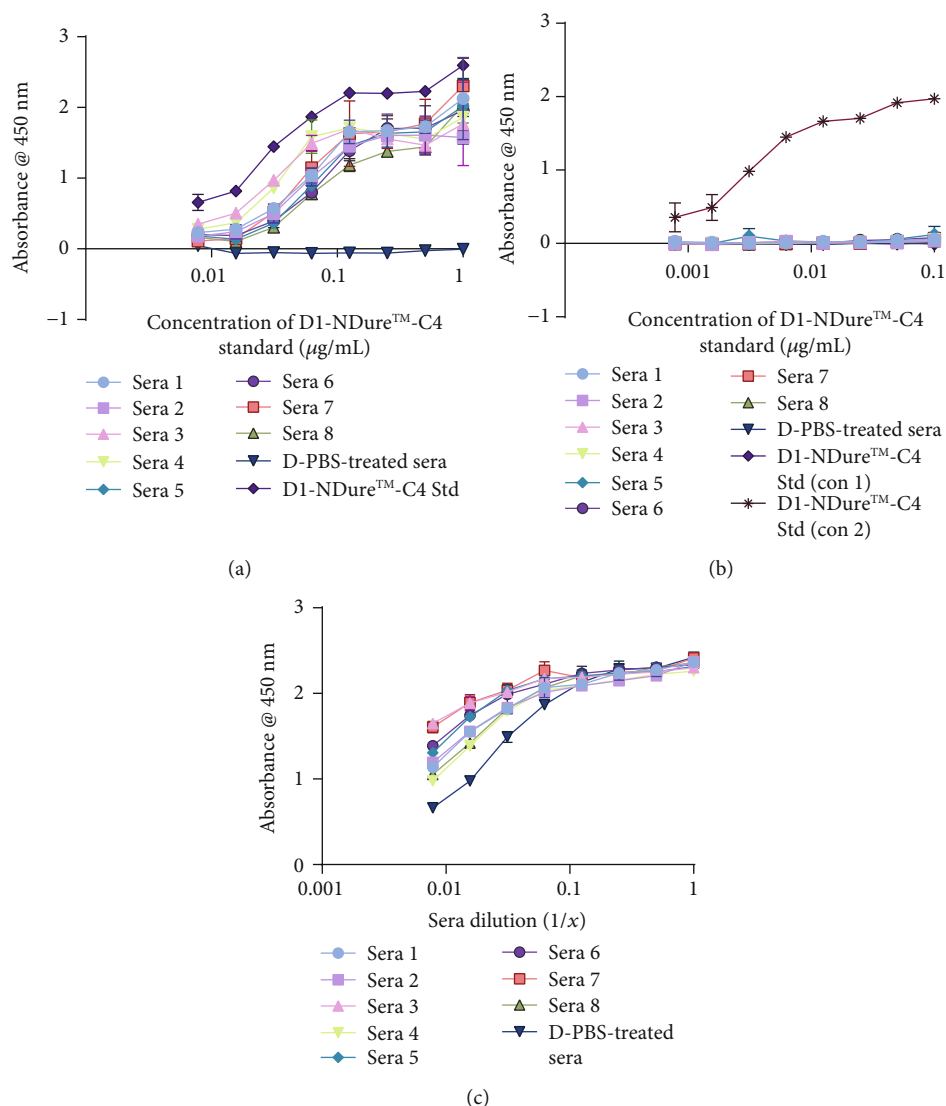 3
2
1
0
−1
Absorbance @ 450 nm
0.01
0.1
1
(a)
Concentration of D1-NDure™-C4
standard (μg/mL)
Sera 1
Sera 2
Sera 3
Sera 4
Sera 5
Sera 6
Sera 7
Sera 8
D-PBS-treated sera
D1-NDure™-C4 Std
(a)
3
2
1
0
−1
Absorbance @ 450 nm
0.001
0.01
0.1
(b)
Concentration of D1-NDure™-C4
standard (μg/mL)
Sera 1
Sera 2
Sera 3
Sera 4
Sera 5
Sera 6
Sera 7
Sera 8
D-PBS-treated sera
D1-NDure™-C4
Std (con 1)
D1-NDure™-C4
Std (con 2)
(b)
3
2
1
0
Absorbance @ 450 nm
0.001
0.01
0.1
1
Sera dilution (1/x)
Sera 1
Sera 2
Sera 3
Sera 4
Sera 5
Sera 6
Sera 7
Sera 8
D-PBS-treated
sera
(c)